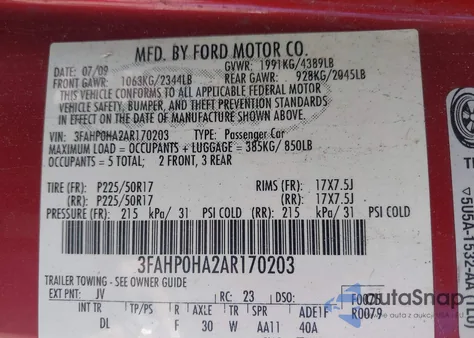 MFD. BY FORD MOTOR CO.
DATE: 07/09 GVWR: 1991KG/4389LB
FRONT GAWR: 1063KG/2344LB REAR GAWR: 928KG/2045LB
THIS VEHICLE CONFORMS TO ALL APPLICABLE FEDERAL MOTOR
VEHICLE SAFETY, BUMPER, AND THEFT PREVENTION STANDARDS
IN EFFECT ON THE DATE OF MANUFACTURE SHOWN ABOVE.
VIN: 3FAHP0HA2AR170203 TYPE: Passenger Car
MAXIMUM LOAD = OCCUPANTS + LUGGAGE = 385KG/850LB
OCCUPANTS = 5 TOTAL; 2 FRONT, 3 REAR
TIRE (FR): P225/50R17 RIMS (FR): 17X7.5J
(RR): P225/50R17 (RR): 17X7.5J
PRESSURE (FR): 215 kPa/ 31 PSI COLD (RR): 215 kPa/ 31 PSI COLD
3FAHP0HA2AR170203
TRAILER TOWING - SEE OWNER GUIDE
EXT PNT: JV RC: 23 DSO:
INT TR TP/PS R AXLE TR SPR ADE1F R0079
DL F 30 W AA11 40A
AutoSnap
5U5A-1532-AA